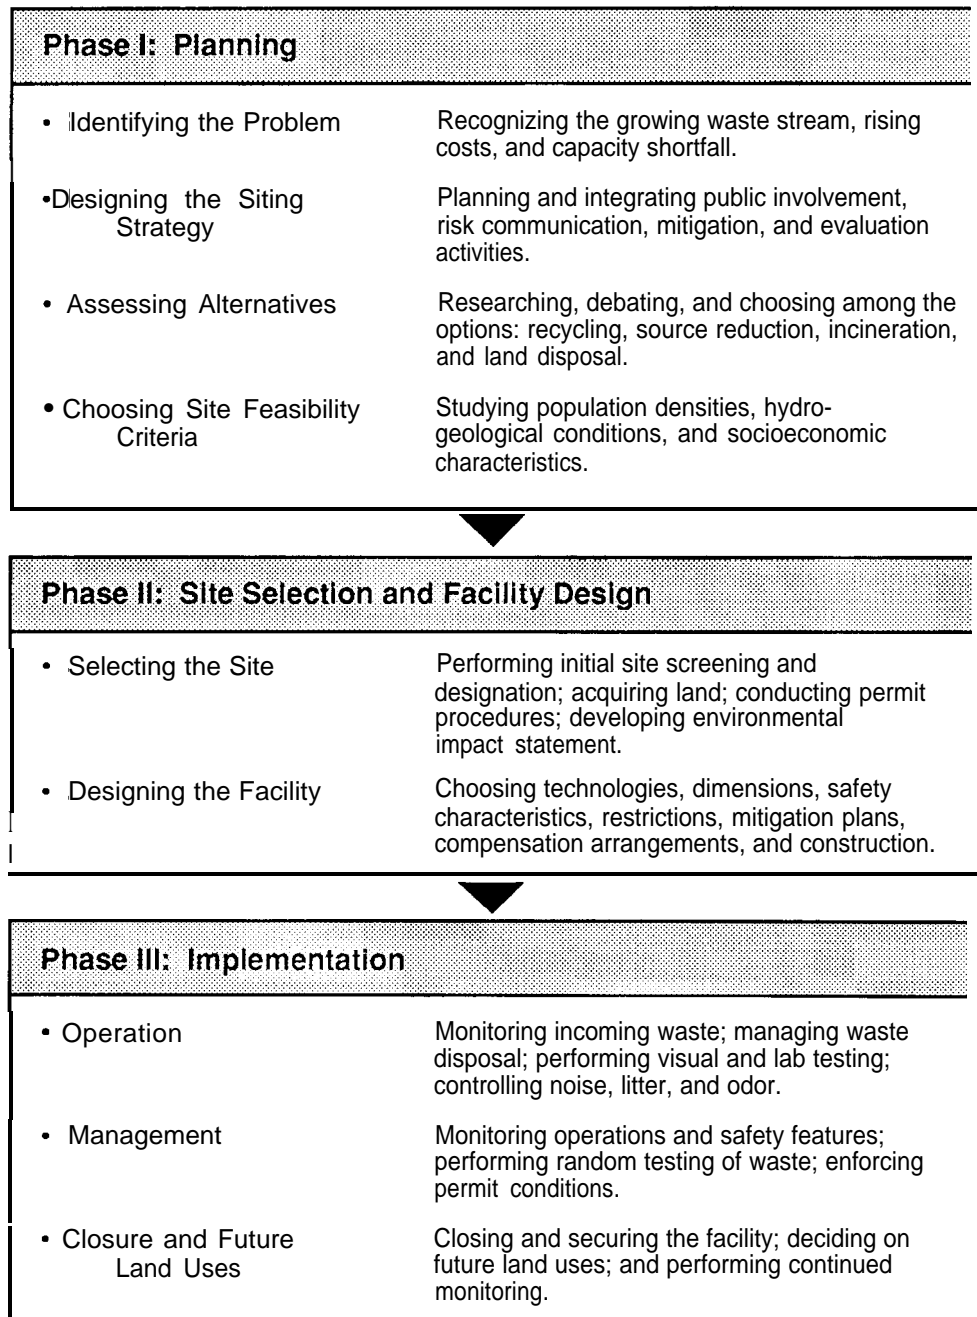 Phase I: Planning
• Identifying the Problem
Recognizing the growing waste stream, rising
costs, and capacity shortfall.
•Designing the Siting
Strategy
Planning and integrating public involvement,
risk communication, mitigation, and evaluation
activities.
• Assessing Alternatives
Researching, debating, and choosing among the
options: recycling, source reduction, incineration,
and land disposal.
• Choosing Site Feasibility
Criteria
Studying population densities, hydro-
geological conditions, and socioeconomic
characteristics.
Phase II: Site Selection and Facility Design
• Selecting the Site
Performing initial site screening and
designation; acquiring land; conducting permit
procedures; developing environmental
impact statement.
• Designing the Facility
Choosing technologies, dimensions, safety
characteristics, restrictions, mitigation plans,
compensation arrangements, and construction.
Phase III: Implementation
• Operation
Monitoring incoming waste; managing waste
disposal; performing visual and lab testing;
controlling noise, litter, and odor.
• Management
Monitoring operations and safety features;
performing random testing of waste; enforcing
permit conditions.
• Closure and Future
Land Uses
Closing and securing the facility; deciding on
future land uses; and performing continued
monitoring.